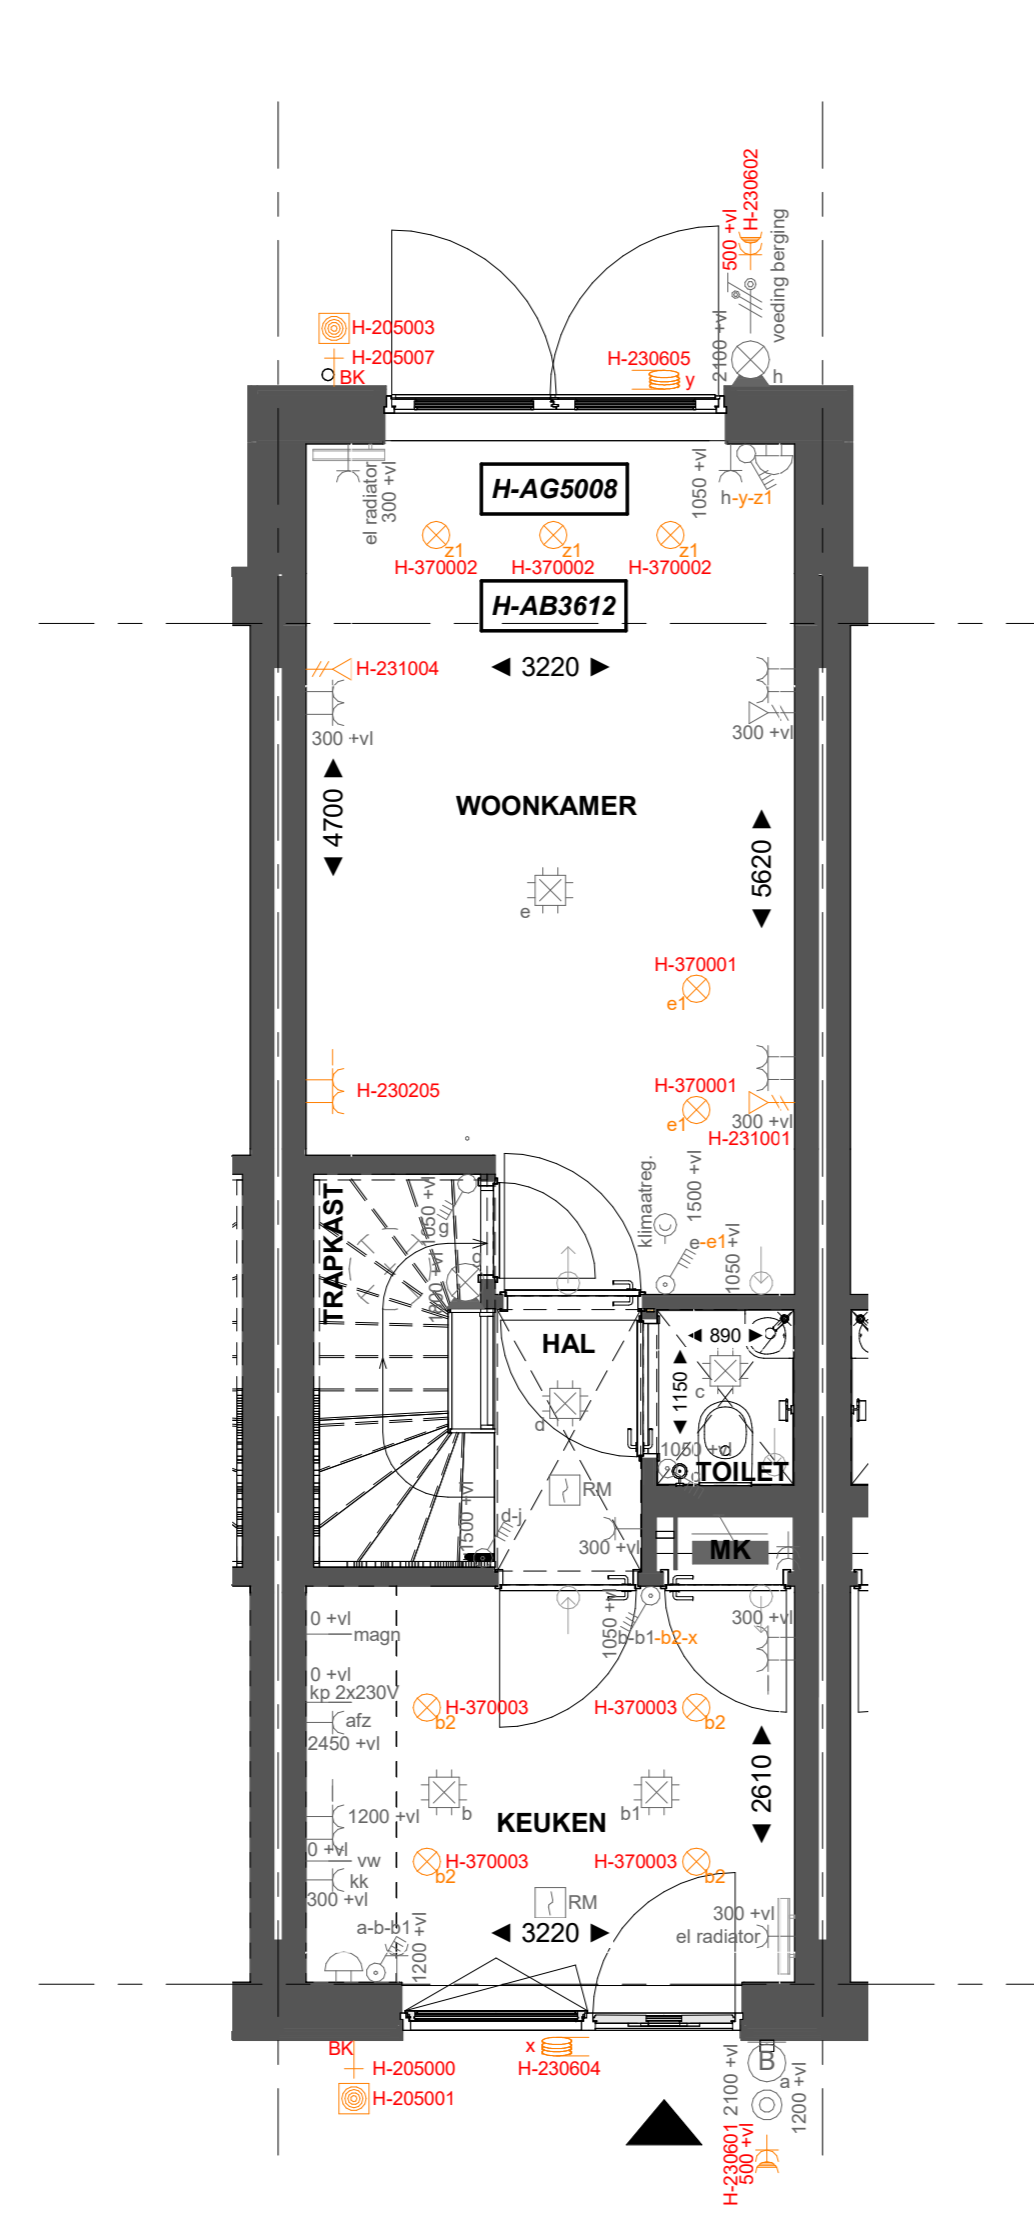 H-230602
500 +vl
voeding berging
2100 +vl
h
H-205003
H-205007
BK
H-230605
y
el radiator
300 +vl
H-AG5008
1050 +vl
h-y-z1
z1
z1
z1
H-370002
H-370002
H-370002
H-AB3612
3220
H-231004
300 +vl
300 +vl
4700
WOONKAMER
5620
e
H-370001
e1
H-230205
H-370001
e1
300 +vl
H-231001
TRAPKAST
1050 +vl
g
klimaatreg.
C
1500 +vl
e-e1
1050 +vl
HAL
890
1150
c
d
1050 +vl
TOILET
RM
1500 +vl
d-j
300 +vl
MK
0 +vl
magn
1050 +vl
b-b1-b2-x
300 +vl
0 +vl
kp 2x230V
afz
2450 +vl
H-370003
b2
H-370003
b2
2610
b
b1
1200 +vl
KEUKEN
0 +vl
vw
kk
300 +vl
H-370003
b2
H-370003
b2
RM
a-b-b1
1200 +vl
3220
300 +vl
el radiator
BK
H-205000
H-205001
x
H-230604
2100 +vl
B
a
1200 +vl
H-230601
500 +vl